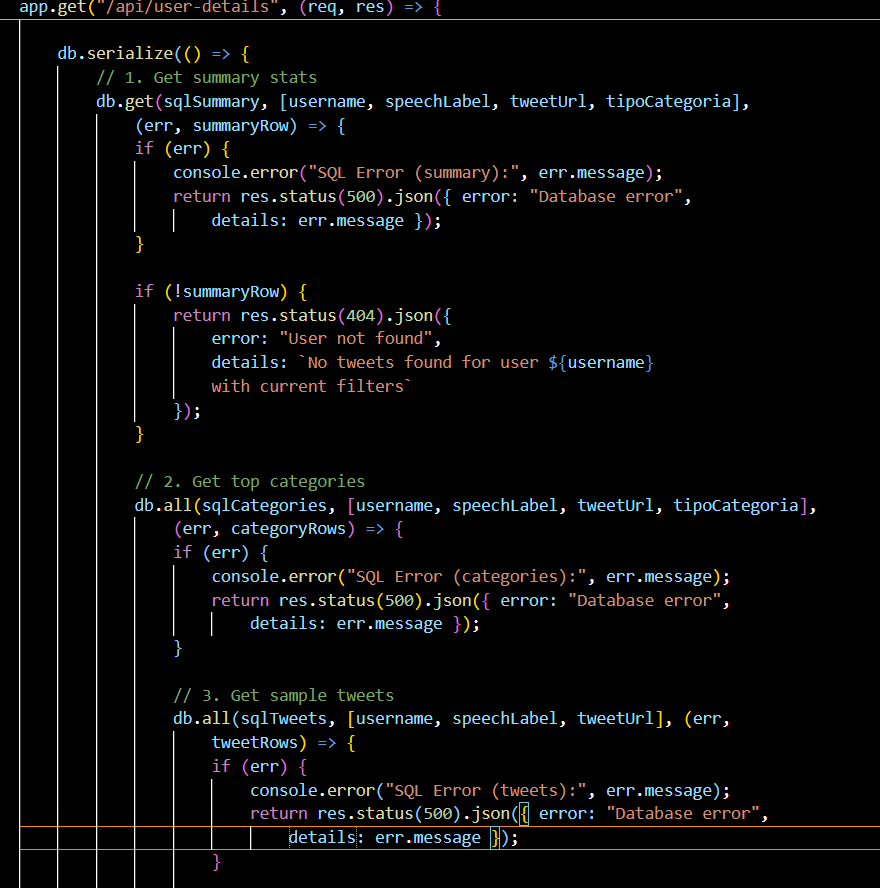 app.get("/api/user-details", (req, res) => {
db.serialize(() => {
// 1. Get summary stats
db.get(sqlSummary, [username, speechLabel, tweetUrl, tipoCategoria],
(err, summaryRow) => {
if (err) {
console.error("SQL Error (summary):", err.message);
return res.status(500).json({ error: "Database error",
details: err.message });
}
if (!summaryRow) {
return res.status(404).json({
error: "User not found",
details: `No tweets found for user ${username}
with current filters`
});
}
// 2. Get top categories
db.all(sqlCategories, [username, speechLabel, tweetUrl, tipoCategoria],
(err, categoryRows) => {
if (err) {
console.error("SQL Error (categories):", err.message);
return res.status(500).json({ error: "Database error",
details: err.message });
}
// 3. Get sample tweets
db.all(sqlTweets, [username, speechLabel, tweetUrl], (err,
tweetRows) => {
if (err) {
console.error("SQL Error (tweets):", err.message);
return res.status(500).json({ error: "Database error",
details: err.message });
}